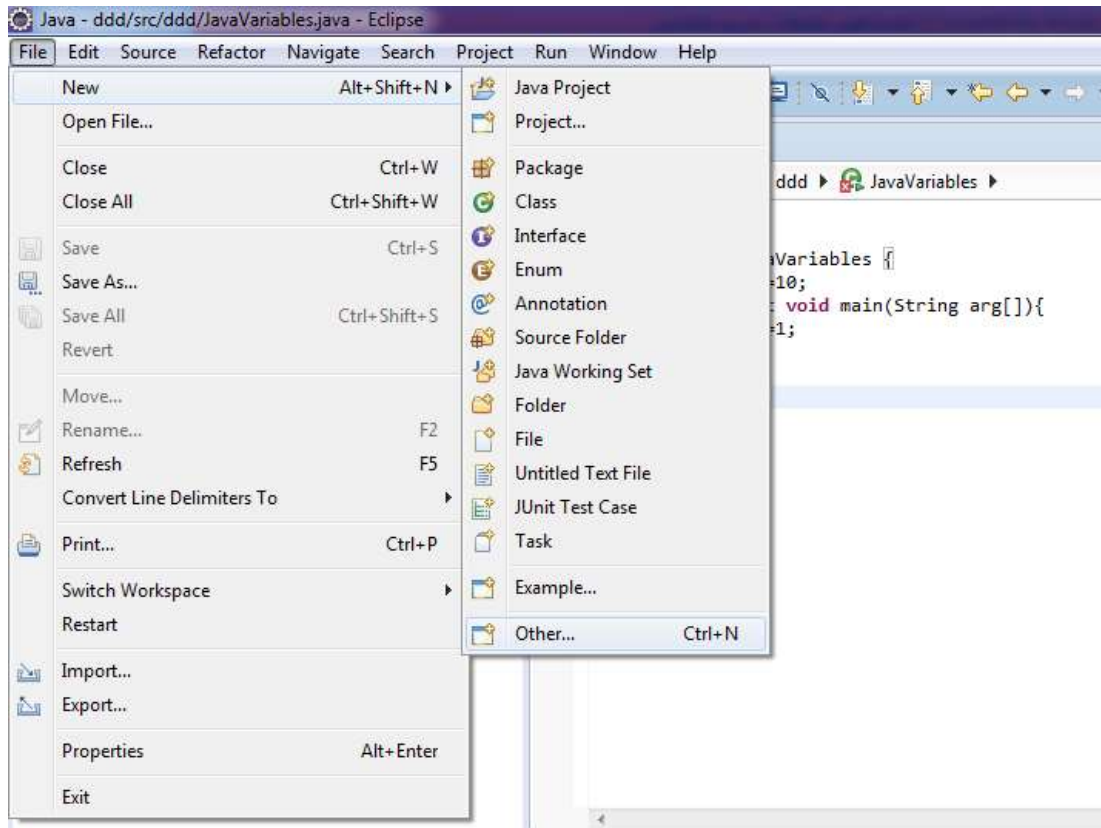 Java - ddd/src/ddd/JavaVariables.java - Eclipse
File Edit Source Refactor Navigate Search Project Run Window Help
New Alt+Shift+N
Open File...
Close Ctrl+W
Close All Ctrl+Shift+W
Save Ctrl+S
Save As...
Save All Ctrl+Shift+S
Revert
Move...
Rename... F2
Refresh F5
Convert Line Delimiters To
Print... Ctrl+P
Switch Workspace
Restart
Import...
Export...
Properties Alt+Enter
Exit
Java Project
Project...
Package
Class
Interface
Enum
Annotation
Source Folder
Java Working Set
Folder
File
Untitled Text File
JUnit Test Case
Task
Example...
Other... Ctrl+N
ddd JavaVariables
Variables {
=10;
void main(String arg[]){
=1;